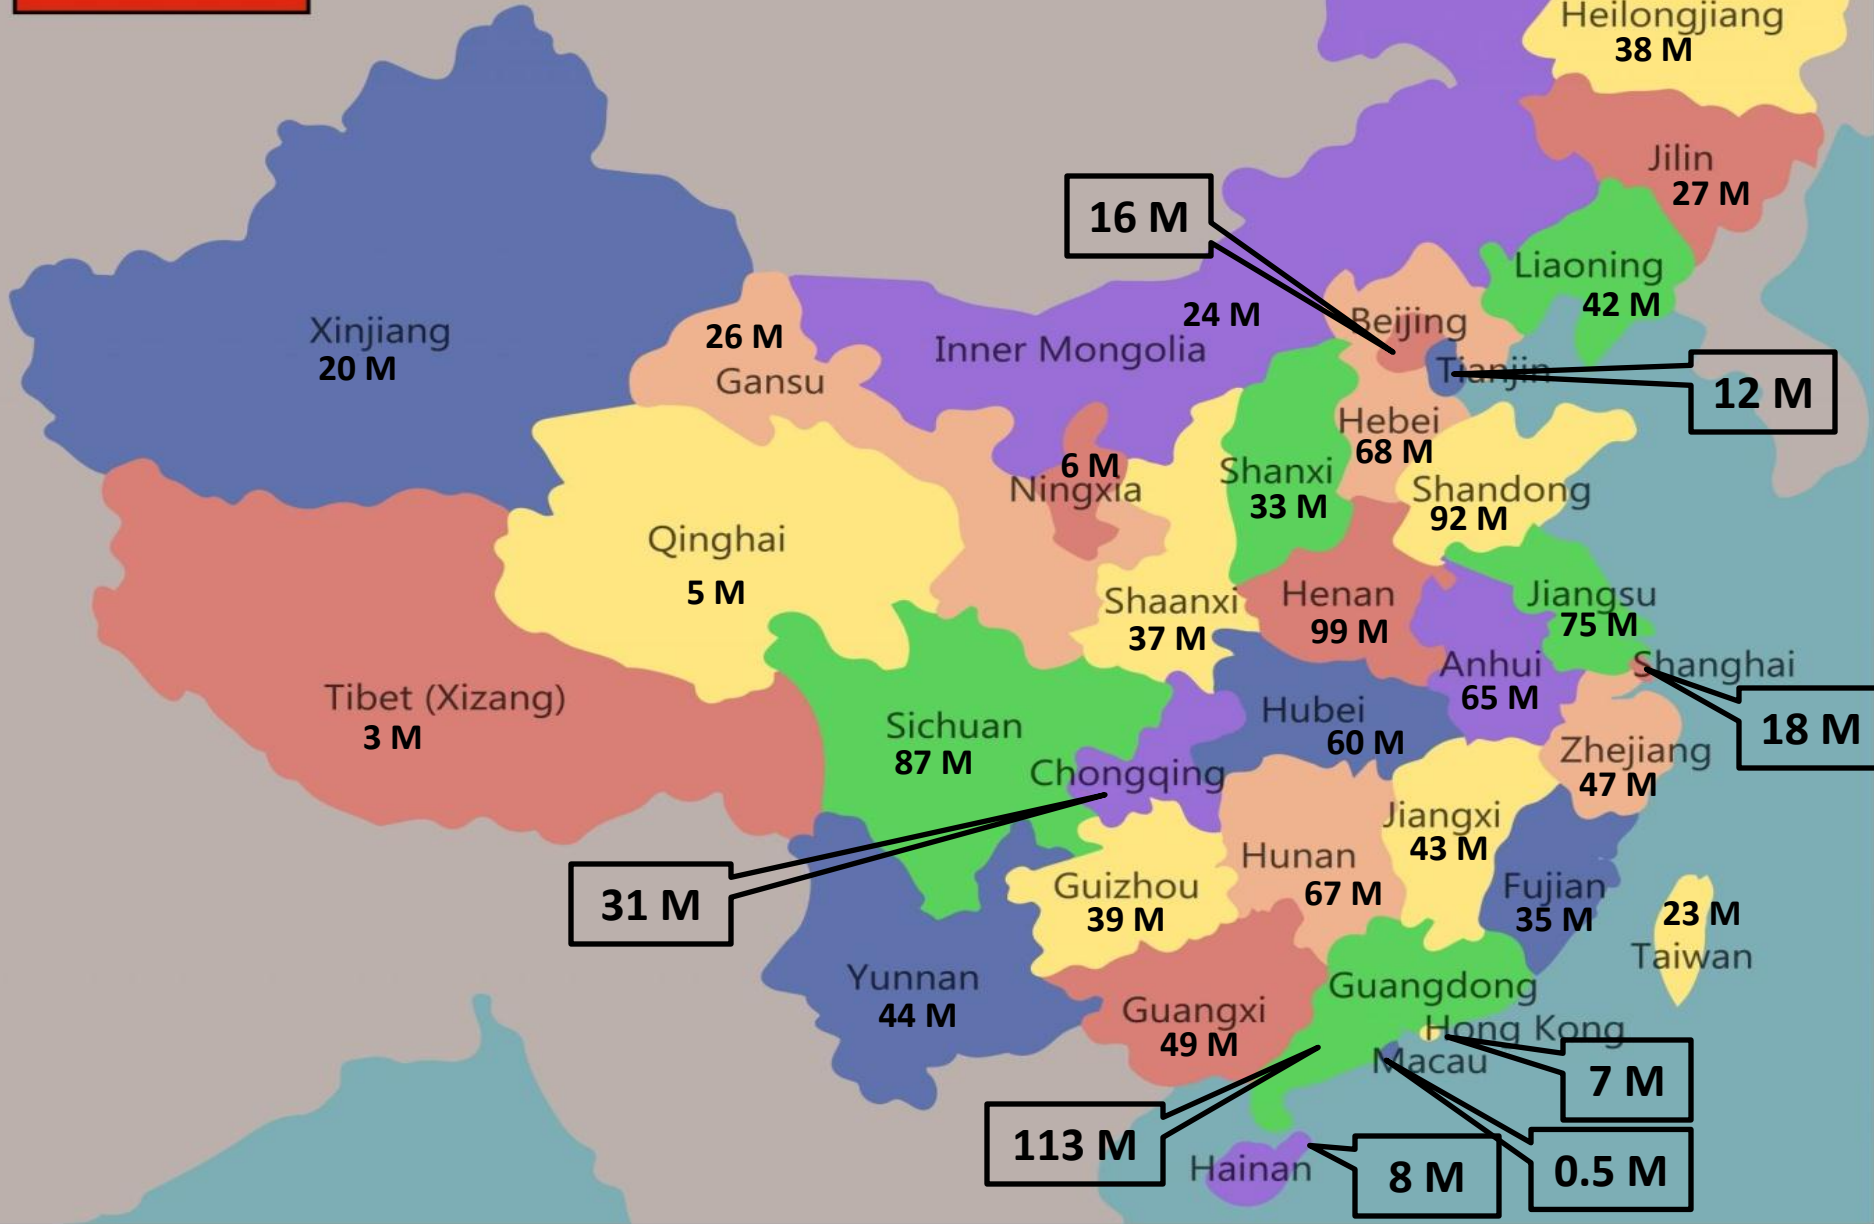 Heilongjiang
38 M
Jilin
27 M
16 M
Liaoning
42 M
Xinjiang
20 M
26 M
Gansu
24 M
Inner Mongolia
Beijing
Tianjin
12 M
Hebei
68 M
6 M
Ningxia
Shanxi
33 M
Shandong
92 M
Qinghai
5 M
Shaanxi
37 M
Henan
99 M
Jiangsu
75 M
Anhui
65 M
Shanghai
18 M
Tibet (Xizang)
3 M
Sichuan
87 M
Hubei
60 M
Zhejiang
47 M
Chongqing
31 M
Jiangxi
43 M
Hunan
67 M
Guizhou
39 M
Fujian
35 M
23 M
Taiwan
Yunnan
44 M
Guangxi
49 M
Guangdong
113 M
Hong Kong
7 M
Macau
0.5 M
Hainan
8 M